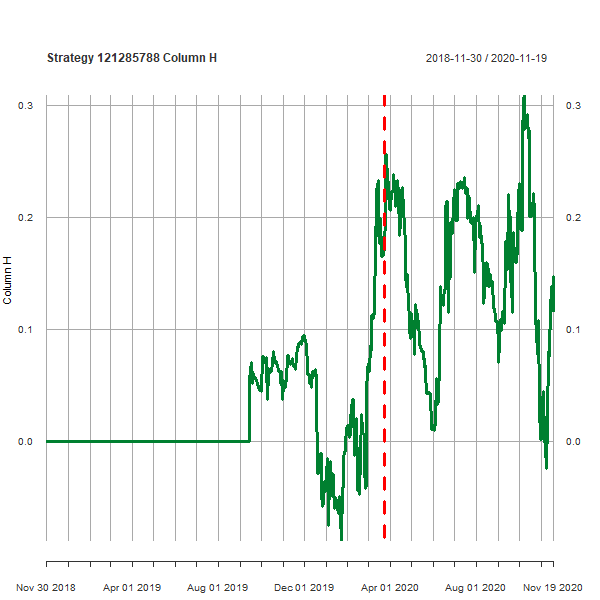 Strategy 121285788 Column H
2018-11-30 / 2020-11-19
0.3
0.3
0.2
0.2
0.1
0.1
0.0
0.0
Column H
Nov 30 2018
Apr 01 2019
Aug 01 2019
Dec 01 2019
Apr 01 2020
Aug 01 2020
Nov 19 2020